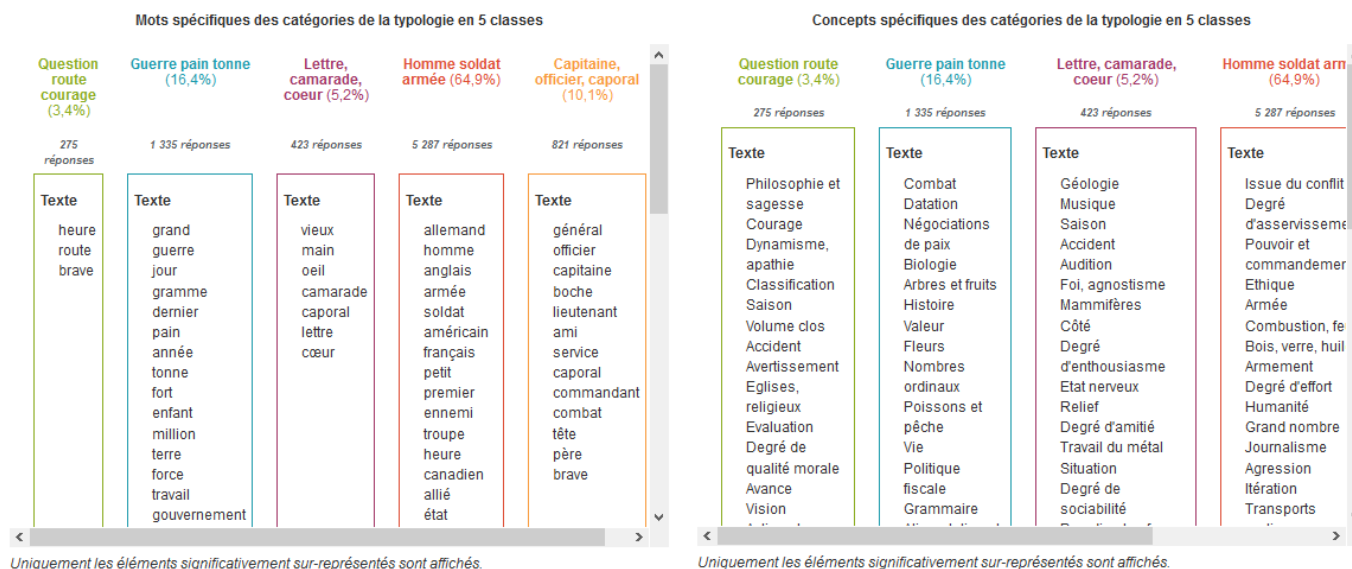 Mots spécifiques des catégories de la typologie en 5 classes
Question
route
courage
(3,4%)
275
réponses
Texte
heure
route
brave
Guerre pain tonne
(16,4%)
1 335 réponses
Texte
grand
guerre
jour
gramme
dernier
pain
année
tonne
fort
enfant
million
terre
force
travail
gouvernement
Lettre,
camarade,
coeur (5,2%)
423 réponses
Texte
vieux
main
oeil
camarade
caporal
lettre
cœur
Homme soldat
armée (64,9%)
5 287 réponses
Texte
allemand
homme
anglais
armée
soldat
américain
français
petit
premier
ennemi
troupe
heure
canadien
allié
état
Capitaine,
officier, caporal
(10,1%)
821 réponses
Texte
général
officier
capitaine
boche
lieutenant
ami
service
caporal
commandant
combat
tête
père
brave
Uniquement les éléments significativement sur-représentés sont affichés.
Concepts spécifiques des catégories de la typologie en 5 classes
Question route
courage (3,4%)
275 réponses
Texte
Philosophie et
sagesse
Courage
Dynamisme,
apathie
Classification
Saison
Volume clos
Accident
Avertissement
Eglises,
religieux
Evaluation
Degré de
qualité morale
Avance
Vision
Guerre pain tonne
(16,4%)
1 335 réponses
Texte
Combat
Datation
Négociations
de paix
Biologie
Arbres et fruits
Histoire
Valeur
Fleurs
Nombres
ordinaux
Poissons et
pêche
Vie
Politique
fiscale
Grammaire
Lettre, camarade,
coeur (5,2%)
423 réponses
Texte
Géologie
Musique
Saison
Accident
Audition
Foi, agnostisme
Mammifères
Côté
Degré
d'enthousiasme
Etat nerveux
Relief
Degré d'amitié
Travail du métal
Situation
Degré de
sociabilité
Homme soldat arm
(64,9%)
5 287 réponses
Texte
Issue du conflit
Degré
d'asservisseme
Pouvoir et
commandemer
Ethique
Armée
Combustion, fe
Bois, verre, huil
Armement
Degré d'effort
Humanité
Grand nombre
Journalisme
Agression
Itération
Transports
Uniquement les éléments significativement sur-représentés sont affichés.